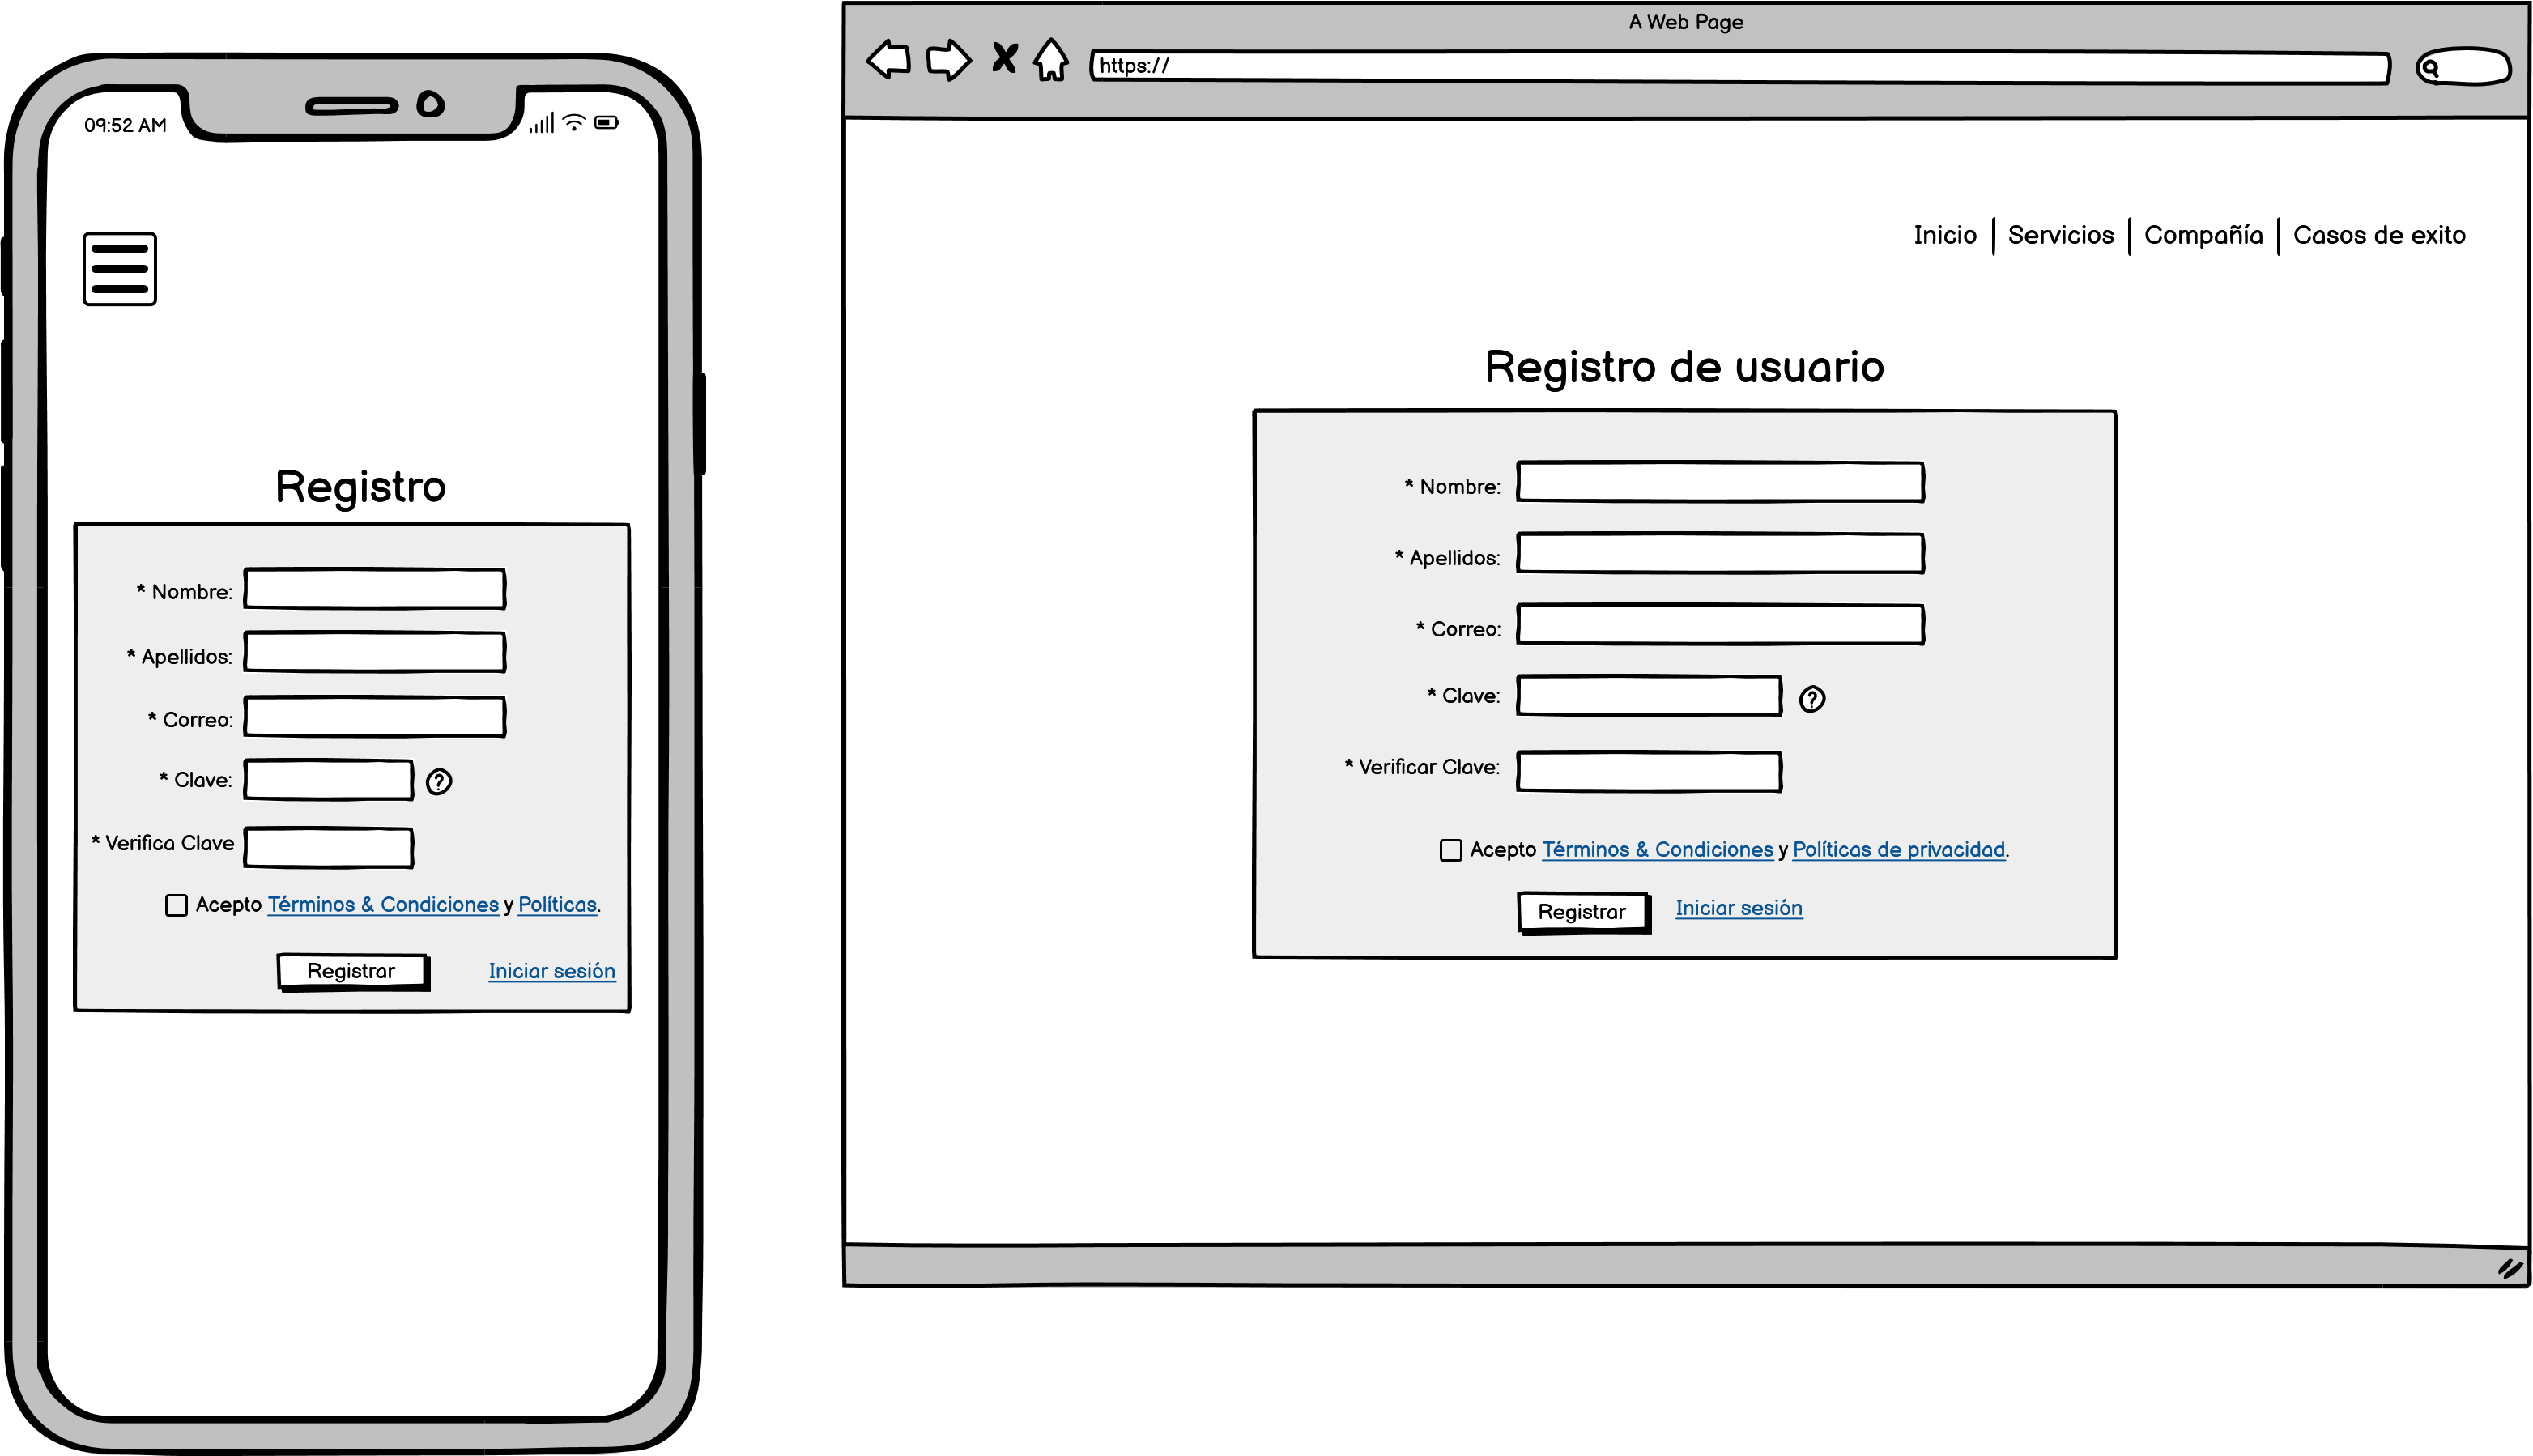 09:52 AM
Registro
* Nombre:
* Apellidos:
* Correo:
* Clave:
?
* Verifica Clave
Acepto Términos & Condiciones y Políticas.
Registrar
Iniciar sesión
A Web Page
https://
Inicio
Servicios
Compañía
Casos de exito
Registro de usuario
* Nombre:
* Apellidos:
* Correo:
* Clave:
?
* Verificar Clave:
Acepto Términos & Condiciones y Políticas de privacidad.
Registrar
Iniciar sesión